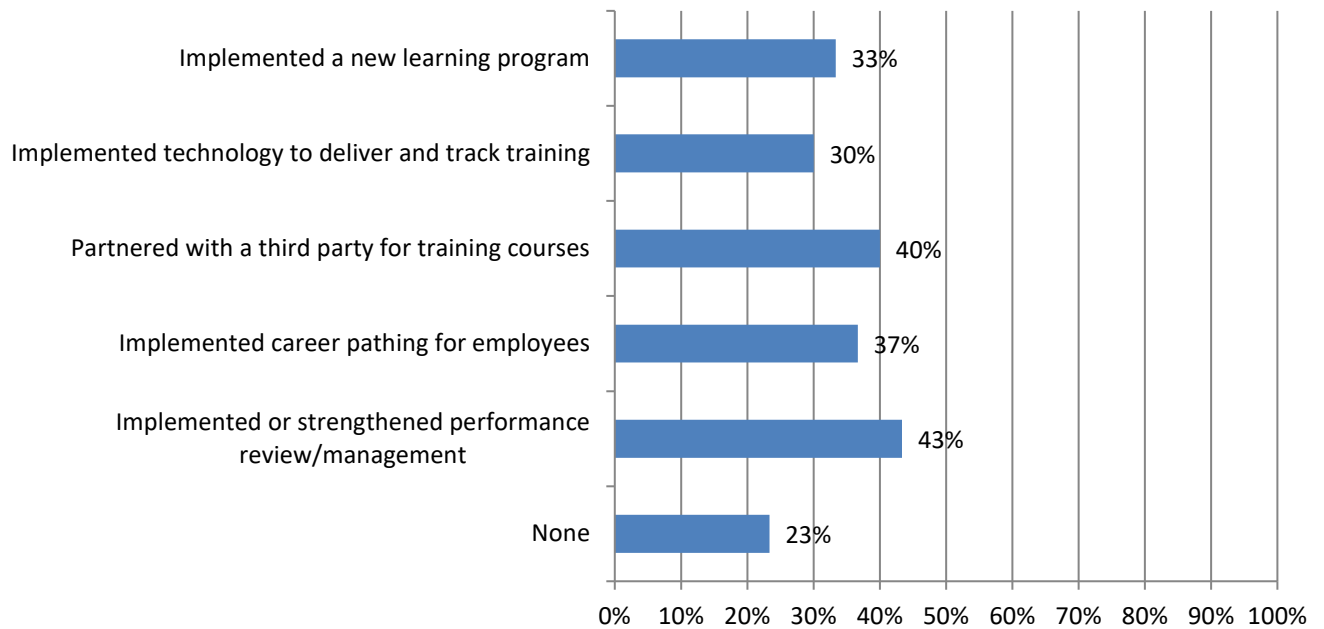 Implemented a new learning program
33%
Implemented technology to deliver and track training
30%
Partnered with a third party for training courses
40%
Implemented career pathing for employees
37%
Implemented or strengthened performance
review/management
43%
None
23%
0% 10% 20% 30% 40% 50% 60% 70% 80% 90% 100%